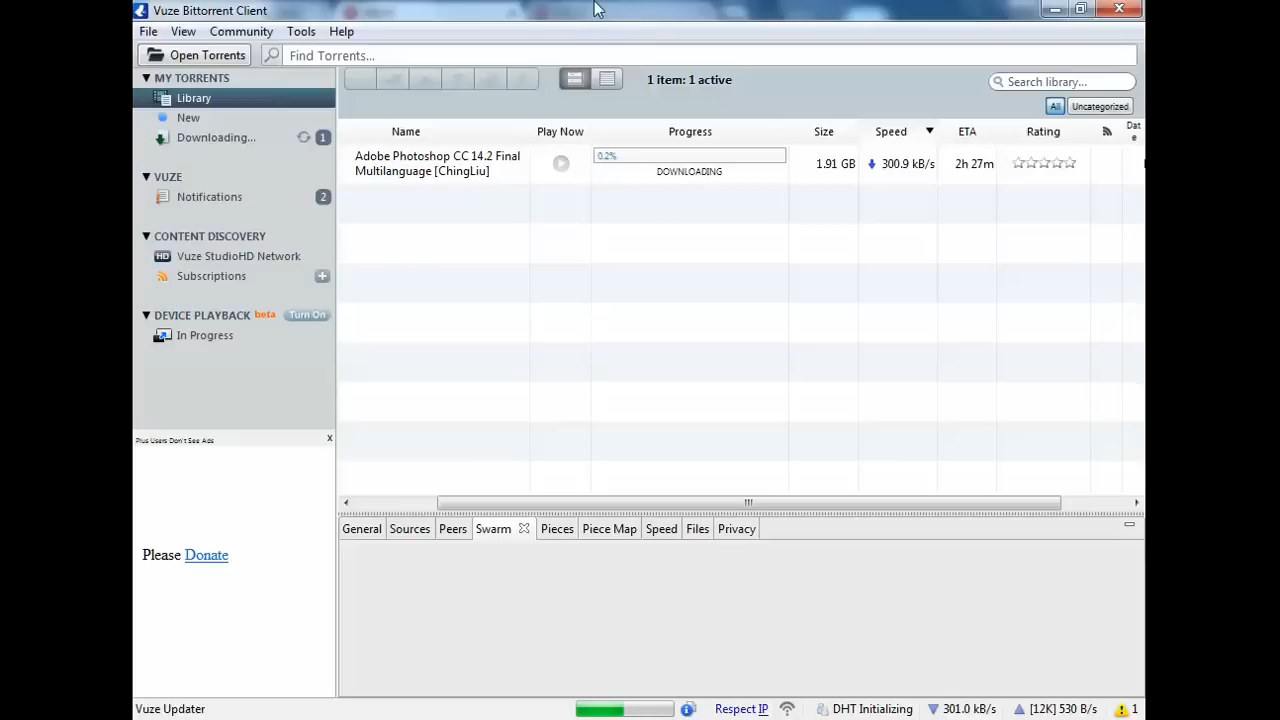 Vuze Bittorrent Client
File View Community Tools Help
Open Torrents Find Torrents...
MY TORRENTS
Library
New
Downloading... 1
VUZE
Notifications 2
CONTENT DISCOVERY
HD Vuze StudioHD Network
Subscriptions
DEVICE PLAYBACK beta Turn On
In Progress
Plus Users Don't See Ads x
Please Donate
1 item: 1 active Search library...
All Uncategorized
Name Play Now Progress Size Speed ETA Rating Dat
e
Adobe Photoshop CC 14.2 Final
Multilanguage [ChingLiu]
0.2%
DOWNLOADING
1.91 GB 300.9 kB/s 2h 27m
General Sources Peers Swarm Pieces Piece Map Speed Files Privacy
Vuze Updater Respect IP DHT Initializing 301.0 kB/s [12K] 530 B/s 1